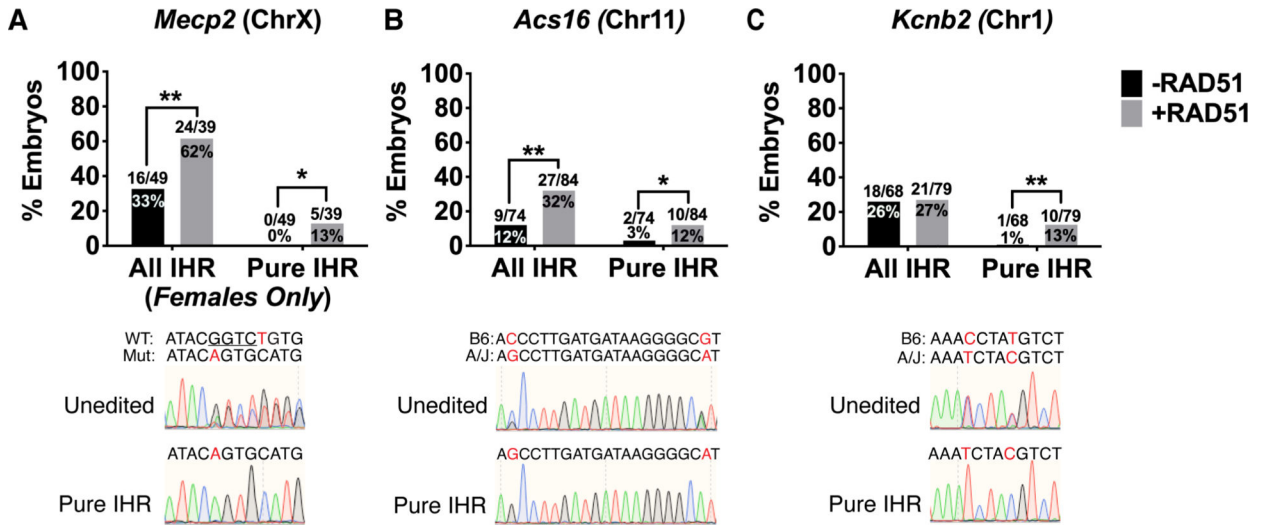 A
Mecp2 (ChrX)
% Embryos
100
80
60
40
20
0
**
24/39
62%
16/49
33%
*
0/49
0%
5/39
13%
All IHR
Pure IHR
(Females Only)
WT: ATACGGTCTGTG
Mut: ATACAGTGCATG
Unedited
ATACAGTGCATG
Pure IHR
B
Acs16 (Chr11)
% Embryos
100
80
60
40
20
0
**
27/84
32%
9/74
12%
*
2/74
3%
10/84
12%
All IHR
Pure IHR
B6:ACCCTTGATGATAAGGGGCGT
A/J:AGCCTTGATGATAAGGGGCAT
Unedited
AGCCTTGATGATAAGGGGCAT
Pure IHR
C
Kcnb2 (Chr1)
% Embryos
100
80
60
40
20
0
18/68
26%
21/79
27%
**
1/68
1%
10/79
13%
All IHR
Pure IHR
-RAD51
+RAD51
B6: AAACCTATGTCT
A/J: AAATCTACGTCT
Unedited
AAATCTACGTCT
Pure IHR